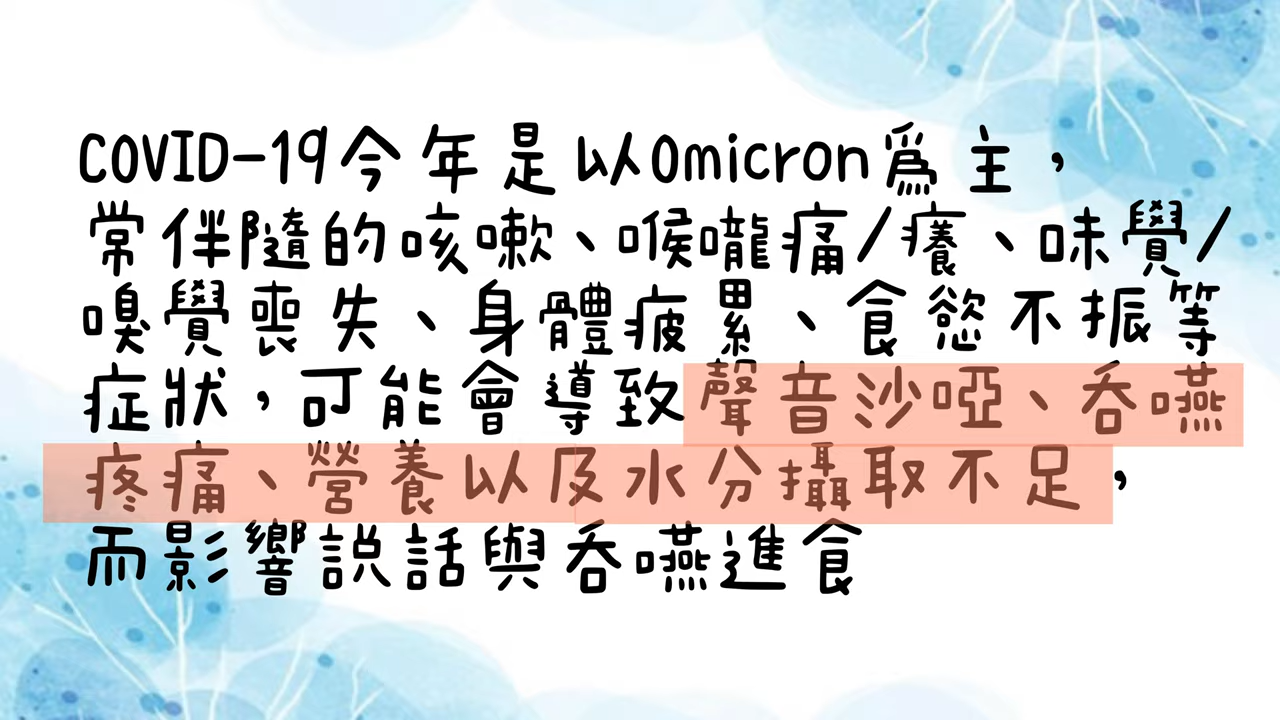 COVID-19今年是以Omicron為主，
常伴隨的咳嗽、喉嚨痛/癢、味覺/
嗅覺喪失、身體疲累、食慾不振等
症狀，可能會導致聲音沙啞、吞嚥
疼痛、營養以及水分攝取不足，
而影響說話與吞嚥進食